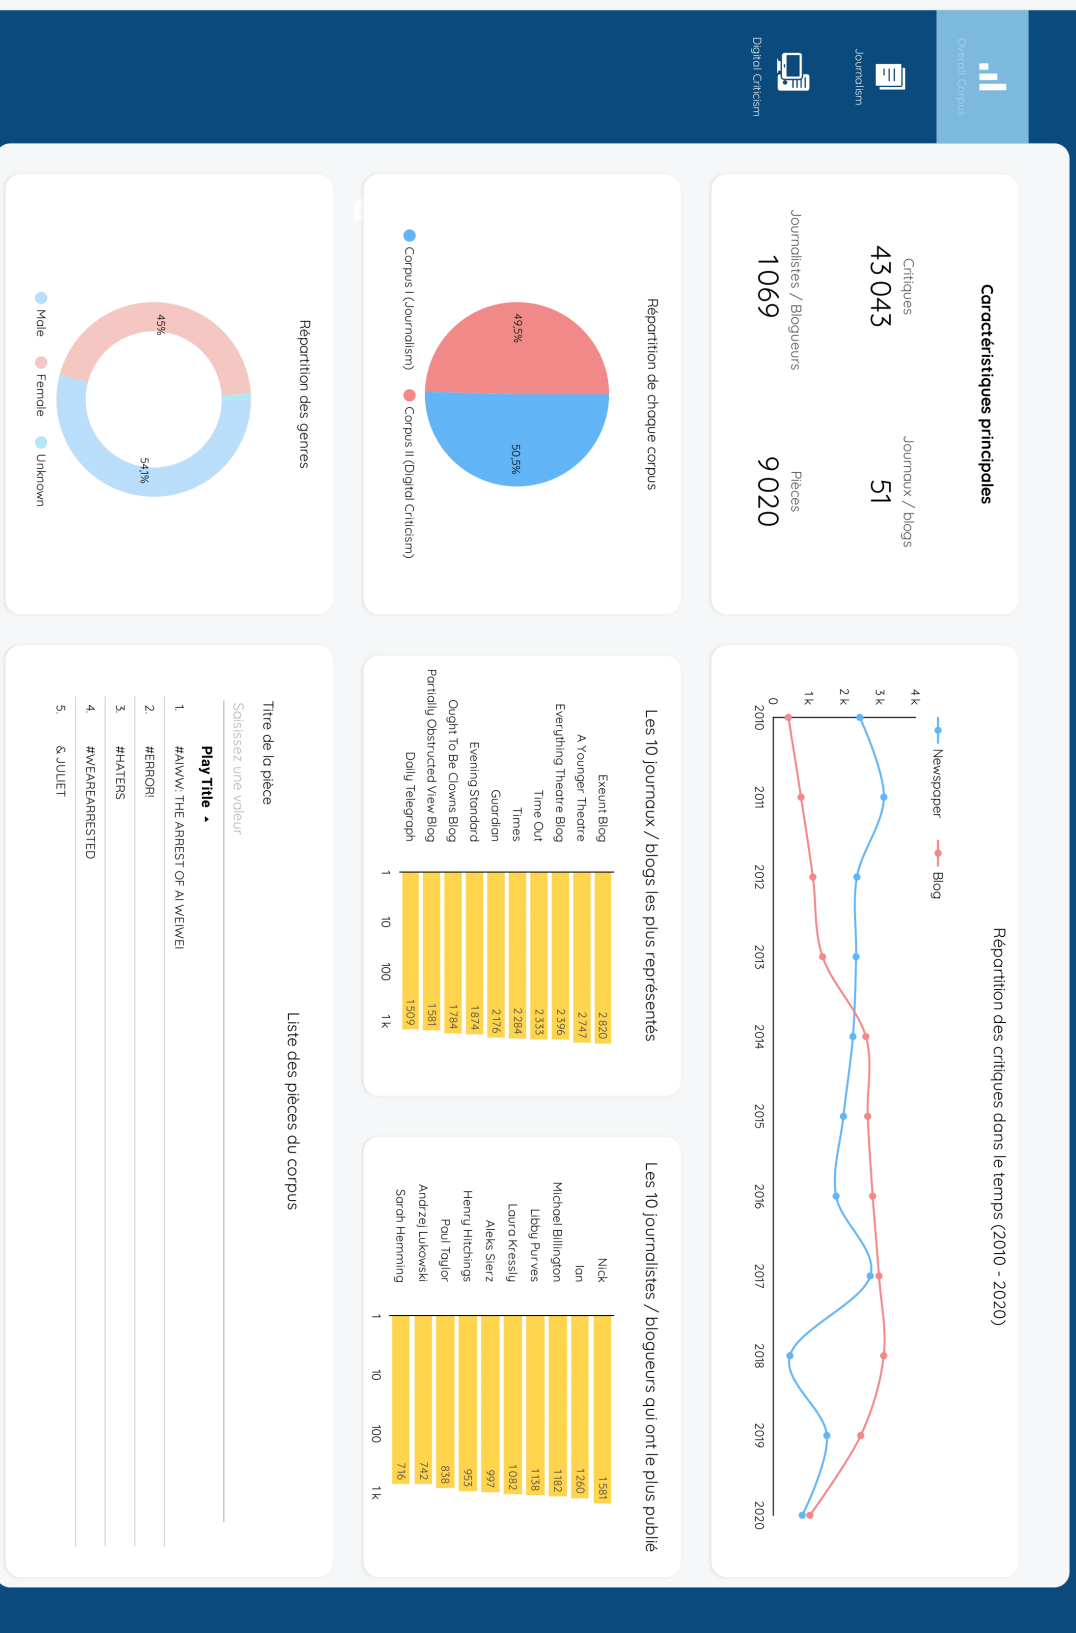 Overall Corpus
Journalism
Digital Criticism
Caractéristiques principales
Critiques
43 043
Journaux / blogs
51
Journalistes / Blogueurs
1069
Pièces
9 020
Répartition des critiques dans le temps (2010 - 2020)
Newspaper
Blog
4 k
3 k
2 k
1 k
0
2010
2011
2012
2013
2014
2015
2016
2017
2018
2019
2020
Répartition de chaque corpus
49,5%
50,5%
Corpus I (Journalism)
Corpus II (Digital Criticism)
Les 10 journaux / blogs les plus représentés
Exeunt Blog 2 820
A Younger Theatre 2 747
Everything Theatre Blog 2 396
Time Out 2 333
Times 2 284
Guardian 2 176
Evening Standard 1 874
Ought To Be Clowns Blog 1 784
Partially Obstructed View Blog 1 581
Daily Telegraph 1 509
1 10 100 1 k
Les 10 journalistes / blogueurs qui ont le plus publié
Nick 1 581
Ian 1 260
Michael Billington 1 182
Libby Purves 1 138
Laura Kressly 1 082
Aleks Sierz 997
Henry Hitchings 953
Paul Taylor 838
Andrzej Lukowski 742
Sarah Hemming 716
1 10 100 1 k
Répartition des genres
45%
54,1%
Male
Female
Unknown
Liste des pièces du corpus
Titre de la pièce
Saisissez une valeur
Play Title
1. #AIWW: THE ARREST OF AI WEIWEI
2. #ERROR!
3. #HATERS
4. #WEAREARRESTED
5. & JULIET